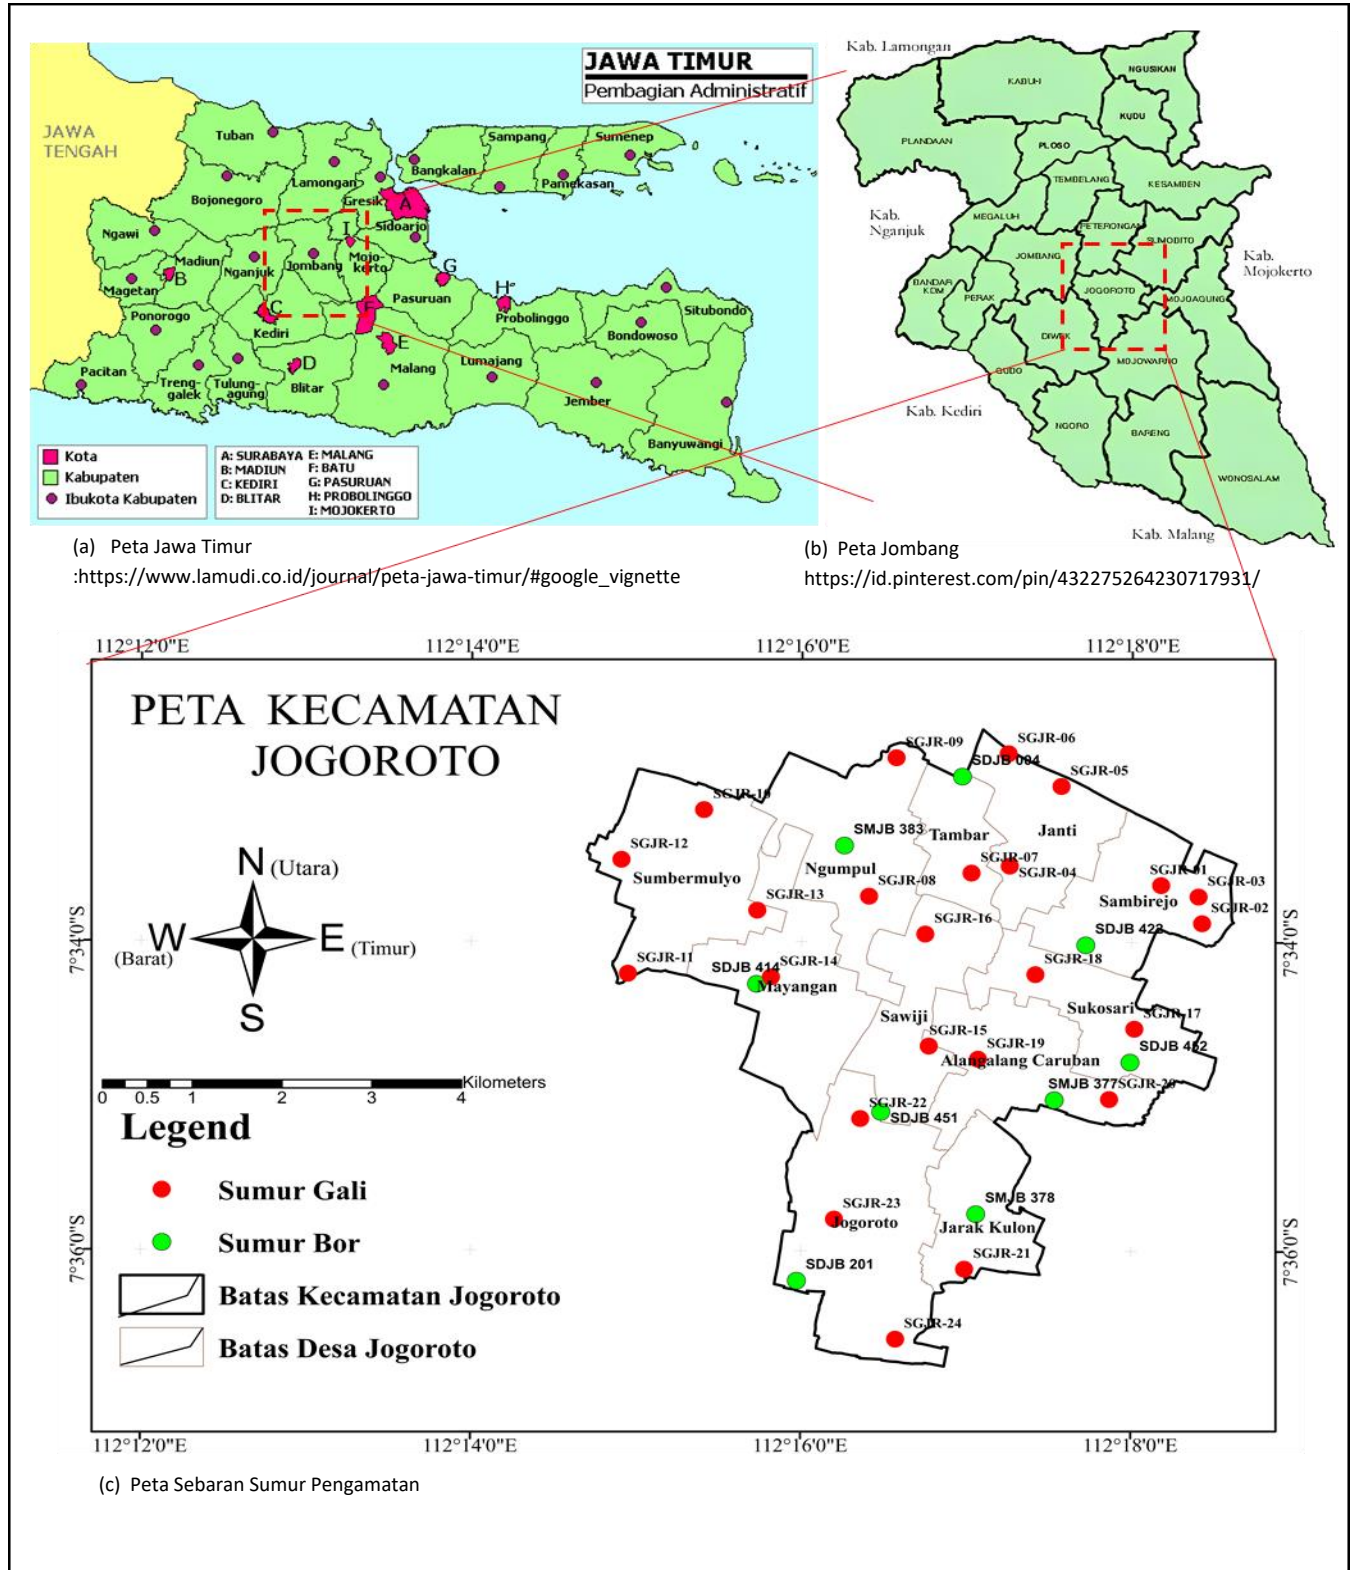 JAWA TIMUR
Pembagian Administratif
JAWA
TENGAH
Tuban
Lamongan
Bojonegoro
Gresik
Bangkalan
Sampang
Sumenep
Pamekasan
A
Sidoarjo
I
Ngawi
Madiun
B
Magetan
Nganjuk
Jombang
Mojo-
kerto
G
Ponorogo
C
Kediri
F
Pasuruan
H
Probolinggo
Situbondo
Bondowoso
E
Pacitan
Treng-
galek
Tulung-
agung
D
Blitar
Malang
Lumajang
Jember
Banyuwangi
Kota
Kabupaten
Ibukota Kabupaten
A: SURABAYA E: MALANG
B: MADIUN F: BATU
C: KEDIRI G: PASURUAN
D: BLITAR H: PROBOLINGGO
I: MOJOKERTO
Kab. Lamongan
NGUSIKAN
KABUH
KUDU
PLANDAAN
PLOSO
TEMBELANG
KESAMBEN
Kab.
Nganjuk
MEGALUH
PETERONGAN
SUMOBITO
Kab.
Mojokerto
JOMBANG
BANDAR
KDM
PERAK
JOGOROTO
MOJOAGUNG
DIWEK
MOJOWARNO
GUDO
Kab. Kediri
NGORO
BARENG
WONOSALAM
Kab. Malang
(a) Peta Jawa Timur
:https://www.lamudi.co.id/journal/peta-jawa-timur/#google_vignette
(b) Peta Jombang
https://id.pinterest.com/pin/432275264230717931/
112°12'0"E 112°14'0"E 112°16'0"E 112°18'0"E
PETA KECAMATAN
JOGOROTO
N (Utara)
W (Barat)
E (Timur)
S
7°34'0"S
7°34'0"S
7°36'0"S
7°36'0"S
0 0.5 1 2 3 4 Kilometers
Legend
Sumur Gali
Sumur Bor
Batas Kecamatan Jogoroto
Batas Desa Jogoroto
SGJR-09
SGJR-06
SDJB 084
SGJR-05
SGJR-10
SMJB 383
Tambar
Janti
SGJR-12
Sumbermulyo
Ngumpul
SGJR-07
SGJR-04
SGJR-01
SGJR-03
SGJR-13
SGJR-08
Sambirejo
SGJR-02
SGJR-16
SDJB 423
SGJR-11
SDJB 414
SGJR-14
Mayangan
SGJR-18
Sukosari
SGJR-17
Sawiji
SGJR-15
SGJR-19
Alangalang Caruban
SDJB 452
SMJB 377
SGJR-20
SGJR-22
SDJB 451
SGJR-23
Jogoroto
SMJB 378
Jarak Kulon
SDJB 201
SGJR-21
SGJR-24
112°12'0"E 112°14'0"E 112°16'0"E 112°18'0"E
(c) Peta Sebaran Sumur Pengamatan